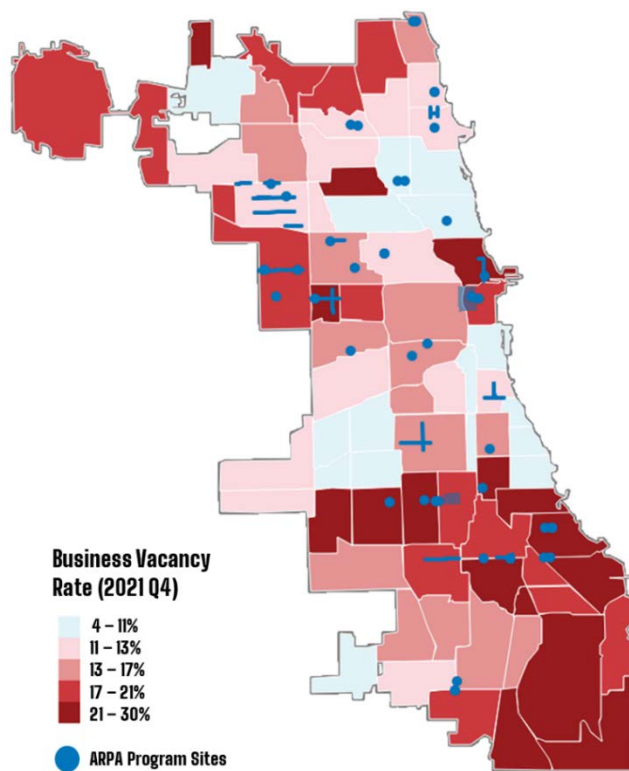 Business Vacancy
Rate (2021 Q4)
4 – 11%
11 – 13%
13 – 17%
17 – 21%
21 – 30%
ARPA Program Sites